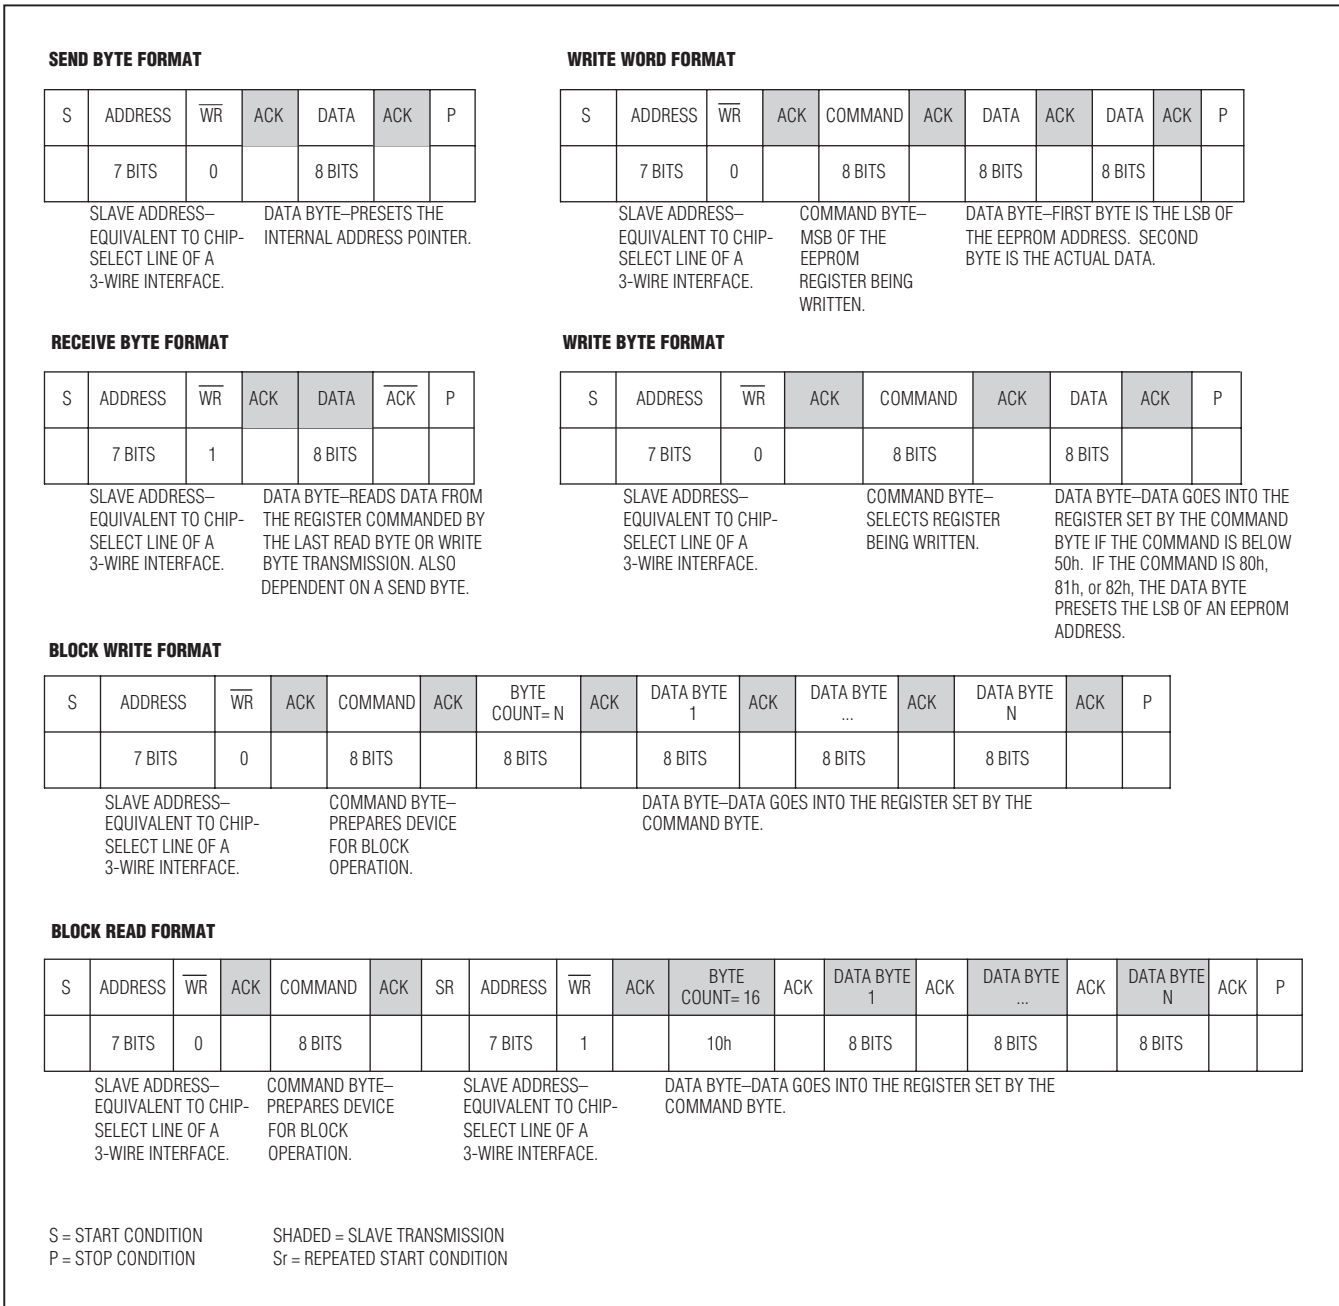 SEND BYTE FORMAT
S ADDRESS W̅R̅ ACK DATA ACK P
7 BITS 0 8 BITS
SLAVE ADDRESS–
EQUIVALENT TO CHIP-
SELECT LINE OF A
3-WIRE INTERFACE.
DATA BYTE–PRESETS THE
INTERNAL ADDRESS POINTER.
WRITE WORD FORMAT
S ADDRESS W̅R̅ ACK COMMAND ACK DATA ACK DATA ACK P
7 BITS 0 8 BITS 8 BITS 8 BITS
SLAVE ADDRESS–
EQUIVALENT TO CHIP-
SELECT LINE OF A
3-WIRE INTERFACE.
COMMAND BYTE–
MSB OF THE
EEPROM
REGISTER BEING
WRITTEN.
DATA BYTE–FIRST BYTE IS THE LSB OF
THE EEPROM ADDRESS. SECOND
BYTE IS THE ACTUAL DATA.
RECEIVE BYTE FORMAT
S ADDRESS W̅R̅ ACK DATA A̅C̅K̅ P
7 BITS 1 8 BITS
SLAVE ADDRESS–
EQUIVALENT TO CHIP-
SELECT LINE OF A
3-WIRE INTERFACE.
DATA BYTE–READS DATA FROM
THE REGISTER COMMANDED BY
THE LAST READ BYTE OR WRITE
BYTE TRANSMISSION. ALSO
DEPENDENT ON A SEND BYTE.
WRITE BYTE FORMAT
S ADDRESS W̅R̅ ACK COMMAND ACK DATA ACK P
7 BITS 0 8 BITS 8 BITS
SLAVE ADDRESS–
EQUIVALENT TO CHIP-
SELECT LINE OF A
3-WIRE INTERFACE.
COMMAND BYTE–
SELECTS REGISTER
BEING WRITTEN.
DATA BYTE–DATA GOES INTO THE
REGISTER SET BY THE COMMAND
BYTE IF THE COMMAND IS BELOW
50h. IF THE COMMAND IS 80h,
81h, or 82h, THE DATA BYTE
PRESETS THE LSB OF AN EEPROM
ADDRESS.
BLOCK WRITE FORMAT
S ADDRESS W̅R̅ ACK COMMAND ACK BYTE COUNT= N ACK DATA BYTE 1 ACK DATA BYTE ... ACK DATA BYTE N ACK P
7 BITS 0 8 BITS 8 BITS 8 BITS 8 BITS 8 BITS
SLAVE ADDRESS–
EQUIVALENT TO CHIP-
SELECT LINE OF A
3-WIRE INTERFACE.
COMMAND BYTE–
PREPARES DEVICE
FOR BLOCK
OPERATION.
DATA BYTE–DATA GOES INTO THE REGISTER SET BY THE
COMMAND BYTE.
BLOCK READ FORMAT
S ADDRESS W̅R̅ ACK COMMAND ACK SR ADDRESS W̅R̅ ACK BYTE COUNT= 16 ACK DATA BYTE 1 ACK DATA BYTE ... ACK DATA BYTE N ACK P
7 BITS 0 8 BITS 7 BITS 1 10h 8 BITS 8 BITS 8 BITS
SLAVE ADDRESS–
EQUIVALENT TO CHIP-
SELECT LINE OF A
3-WIRE INTERFACE.
COMMAND BYTE–
PREPARES DEVICE
FOR BLOCK
OPERATION.
SLAVE ADDRESS–
EQUIVALENT TO CHIP-
SELECT LINE OF A
3-WIRE INTERFACE.
DATA BYTE–DATA GOES INTO THE REGISTER SET BY THE
COMMAND BYTE.
S = START CONDITION
P = STOP CONDITION
SHADED = SLAVE TRANSMISSION
Sr = REPEATED START CONDITION